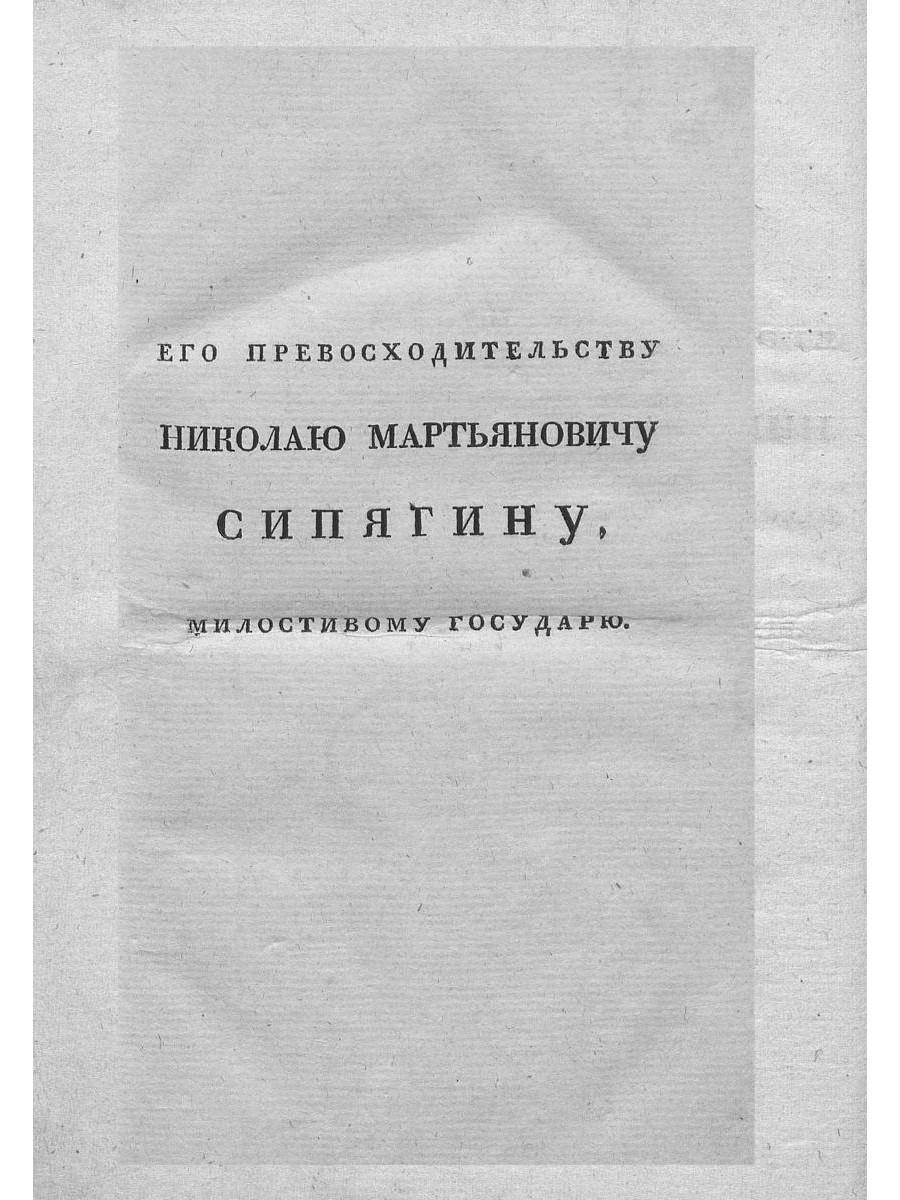 ЕГО ПРЕВОСХОДИТЕЛЬСТВУ
НИКОЛАЮ МАРТЬЯНОВИЧУ
СИПЯГИНУ,
МИЛОСТИВОМУ ГОСУДАРЮ.